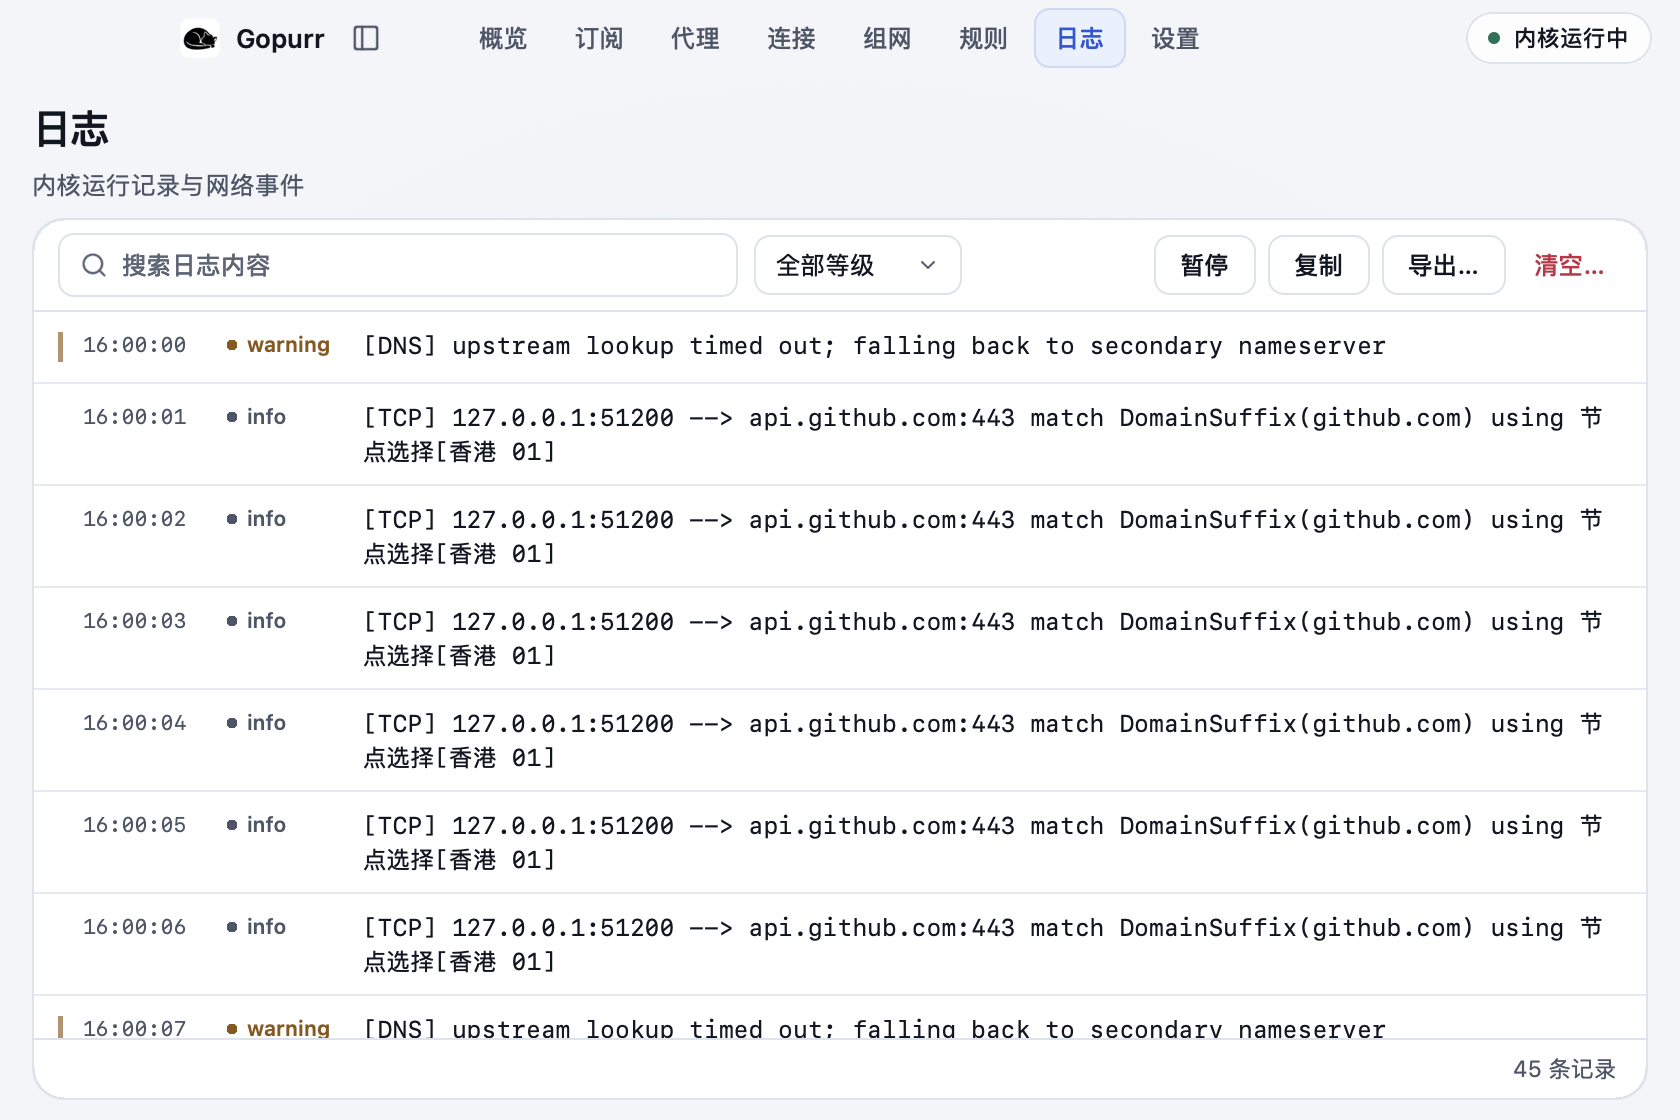 Gopurr
概览
订阅
代理
连接
组网
规则
日志
设置
内核运行中
日志
内核运行记录与网络事件
搜索日志内容
全部等级
暂停
复制
导出...
清空...
16:00:00 warning [DNS] upstream lookup timed out; falling back to secondary nameserver
16:00:01 info [TCP] 127.0.0.1:51200 --> api.github.com:443 match DomainSuffix(github.com) using 节
点选择[香港 01]
16:00:02 info [TCP] 127.0.0.1:51200 --> api.github.com:443 match DomainSuffix(github.com) using 节
点选择[香港 01]
16:00:03 info [TCP] 127.0.0.1:51200 --> api.github.com:443 match DomainSuffix(github.com) using 节
点选择[香港 01]
16:00:04 info [TCP] 127.0.0.1:51200 --> api.github.com:443 match DomainSuffix(github.com) using 节
点选择[香港 01]
16:00:05 info [TCP] 127.0.0.1:51200 --> api.github.com:443 match DomainSuffix(github.com) using 节
点选择[香港 01]
16:00:06 info [TCP] 127.0.0.1:51200 --> api.github.com:443 match DomainSuffix(github.com) using 节
点选择[香港 01]
16:00:07 warning [DNS] upstream lookup timed out; falling back to secondary nameserver
45 条记录